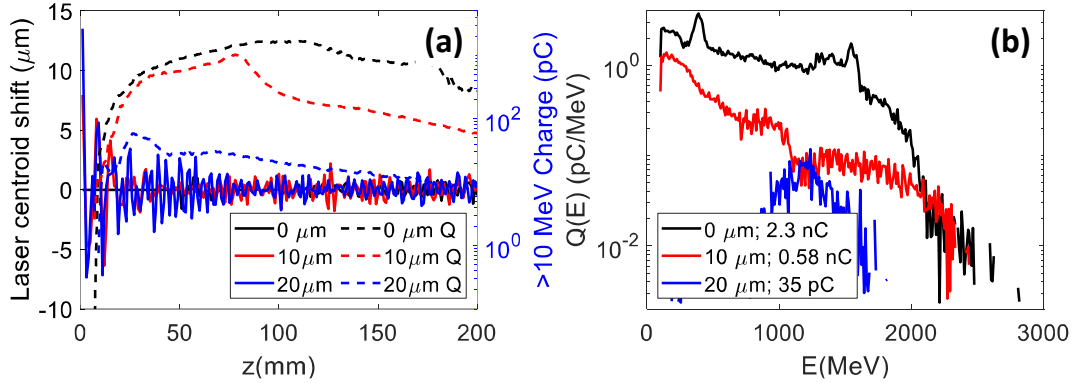 (a)
15
10
5
0
-5
-10
Laser centroid shift (μm)
0 μm
10μm
20μm
0 μm Q
10μm Q
20μm Q
0
50
100
150
200
z(mm)
10²
10⁰
>10 MeV Charge (pC)
(b)
10⁰
10⁻²
Q(E) (pC/MeV)
0 μm; 2.3 nC
10 μm; 0.58 nC
20 μm; 35 pC
0
1000
2000
3000
E(MeV)